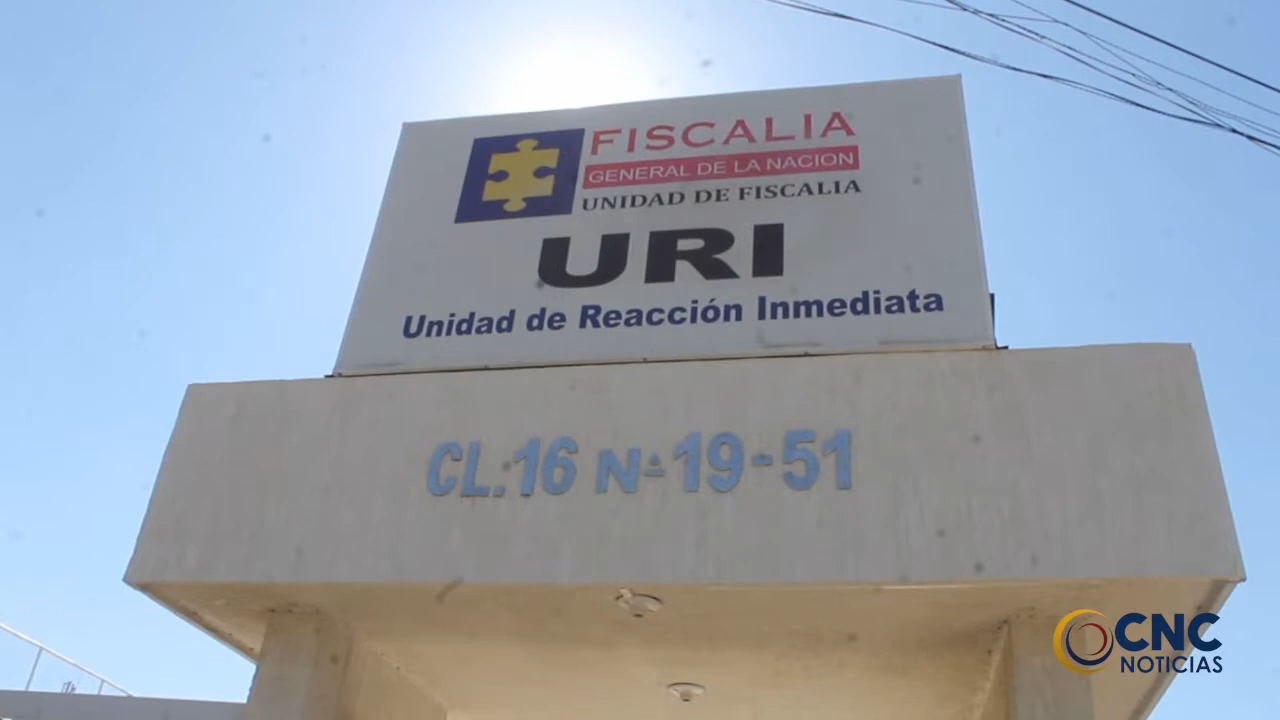 FISCALIA
GENERAL DE LA NACION
UNIDAD DE FISCALIA
URI
Unidad de Reacción Inmediata
CL.16 Nº 19-51
CNC
NOTICIAS